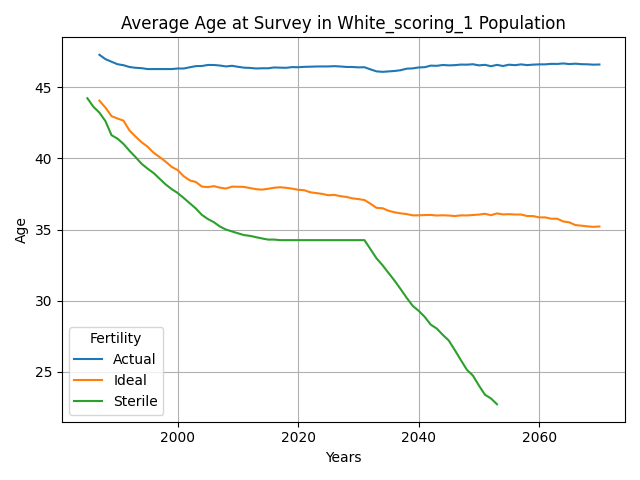 Average Age at Survey in White_scoring_1 Population
Age
45
40
35
30
25
Fertility
Actual
Ideal
Sterile
2000 2020 2040 2060
Years